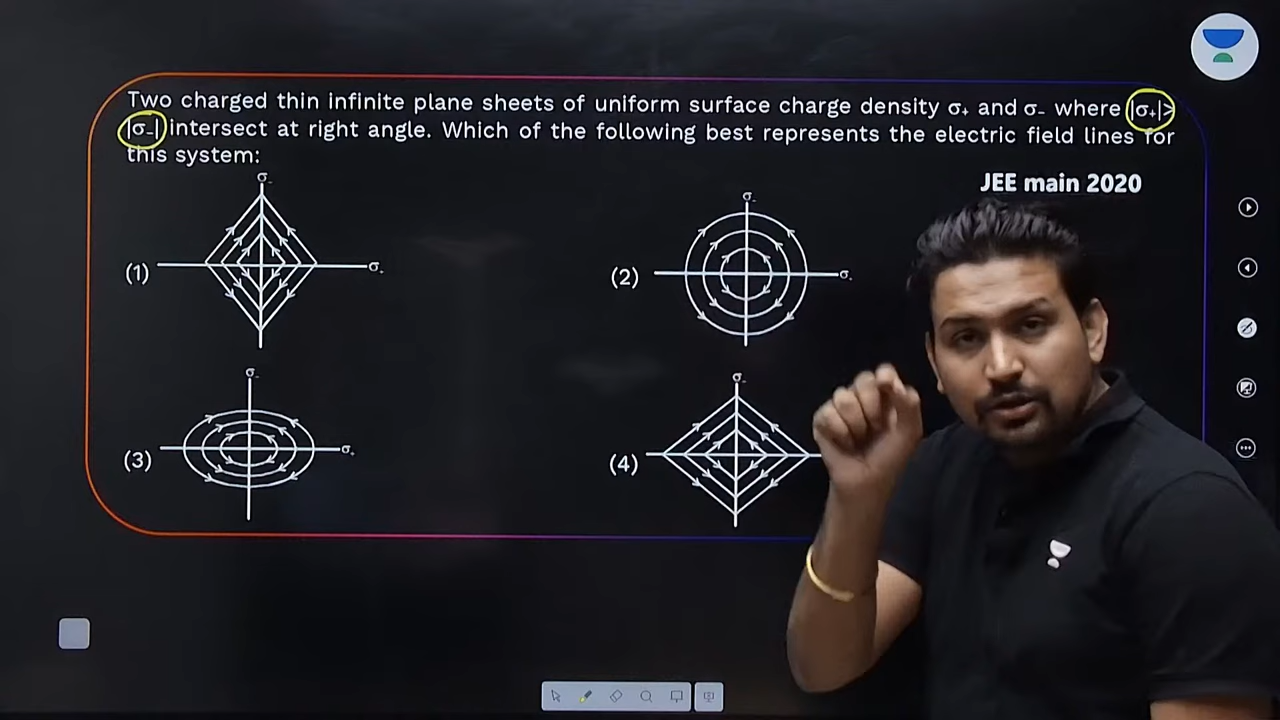 Two charged thin infinite plane sheets of uniform surface charge density σ₊ and σ₋ where |σ₊|>
|σ₋| intersect at right angle. Which of the following best represents the electric field lines for
this system:
JEE main 2020
σ₋
(1)
σ₊
σ₋
(2)
σ₊
σ₋
(3)
σ₊
σ₋
(4)